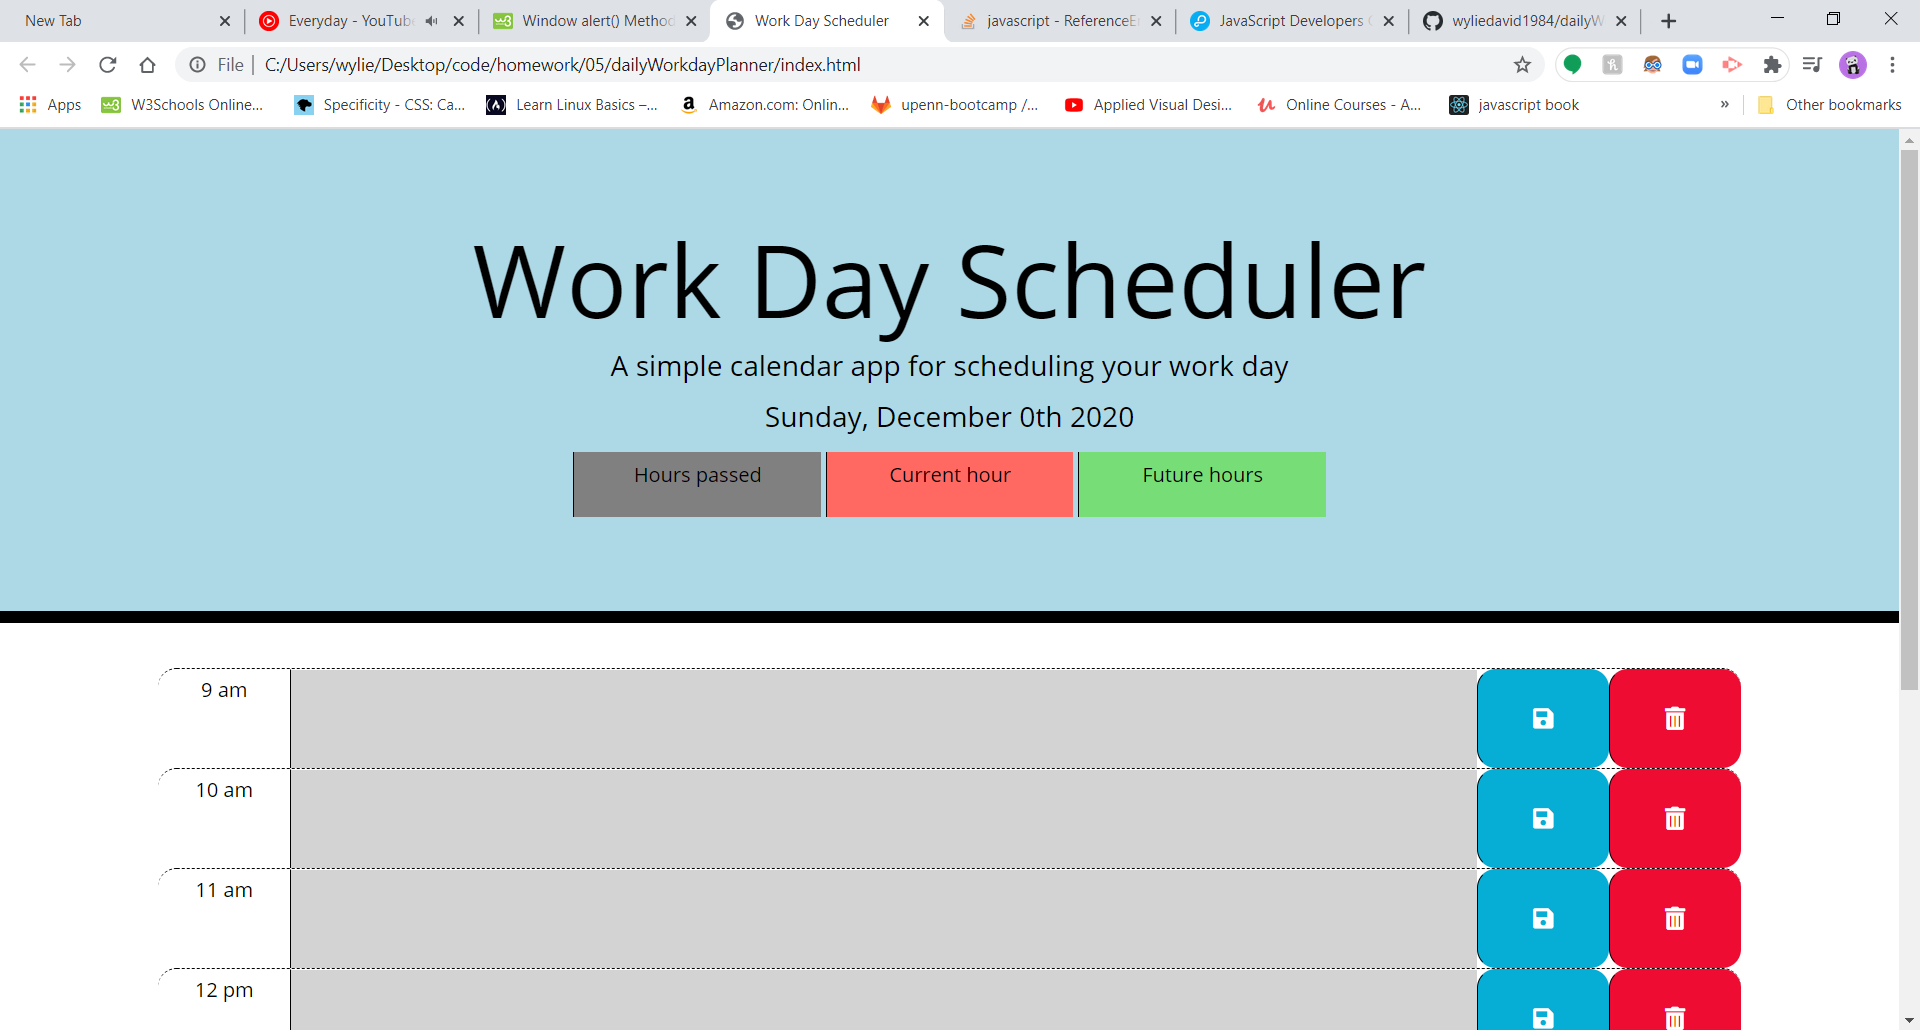 New Tab
Everyday - YouTube
Window alert() Method
Work Day Scheduler
javascript - ReferenceEr
JavaScript Developers
wyliedavid1984/dailyW
File
C:/Users/wylie/Desktop/code/homework/05/dailyWorkdayPlanner/index.html
Apps
W3Schools Online...
Specificity - CSS: Ca...
Learn Linux Basics –...
Amazon.com: Onlin...
upenn-bootcamp /...
Applied Visual Desi...
Online Courses - A...
javascript book
»
Other bookmarks
Work Day Scheduler
A simple calendar app for scheduling your work day
Sunday, December 0th 2020
Hours passed
Current hour
Future hours
9 am
10 am
11 am
12 pm